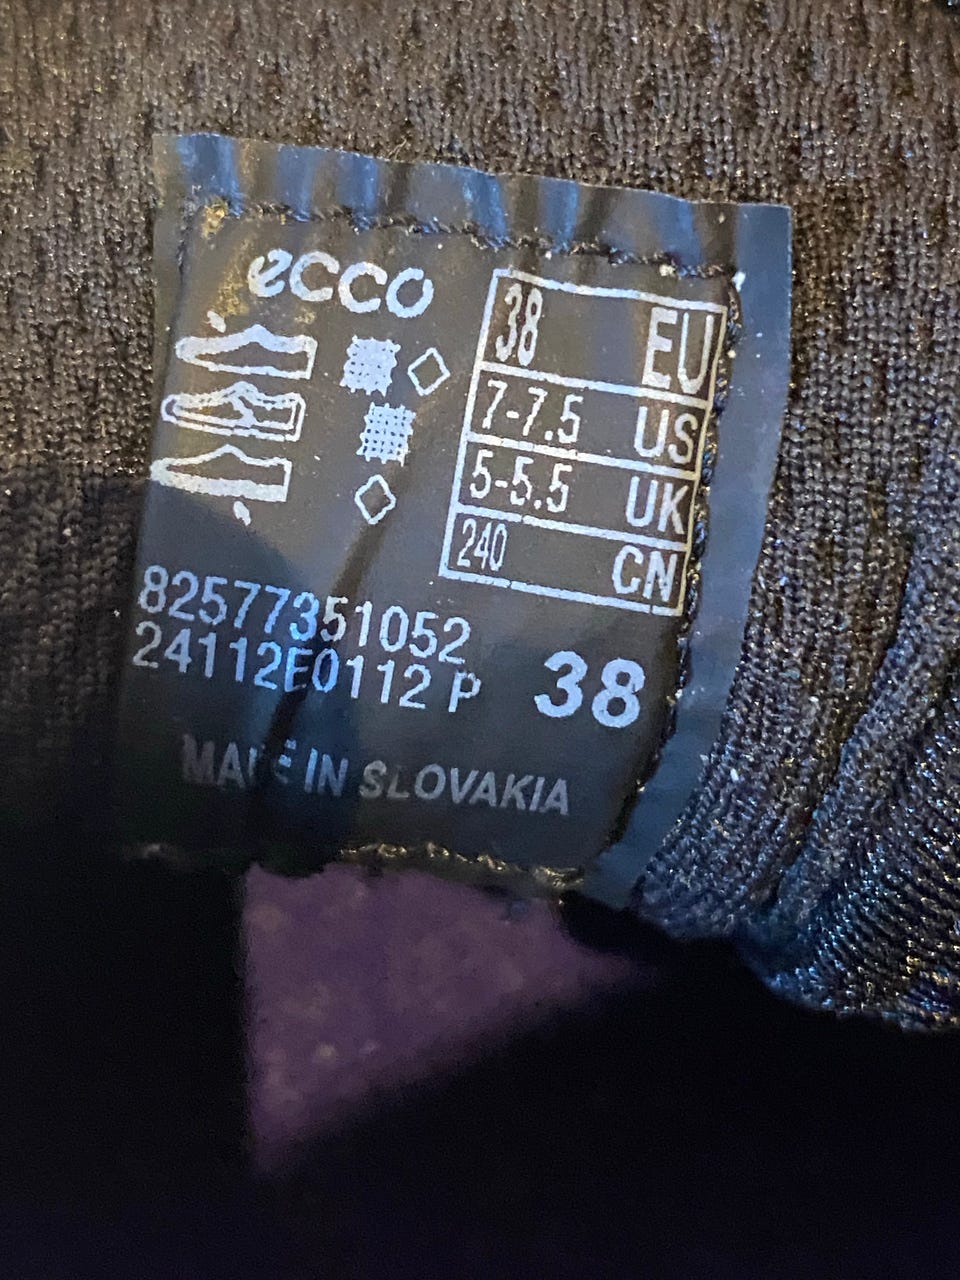 ecco
38 EU
7-7.5 US
5-5.5 UK
240 CN
82577351052
24112E0112 P
38
MADE IN SLOVAKIA